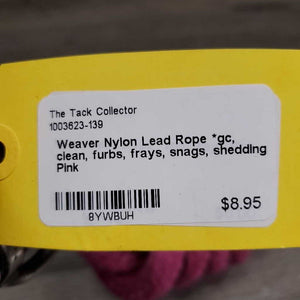 The Tack Collector
1003623-139
Weaver Nylon Lead Rope *gc,
clean, furbs, frays, snags, shedding
Pink
8YWBUH
$8.95